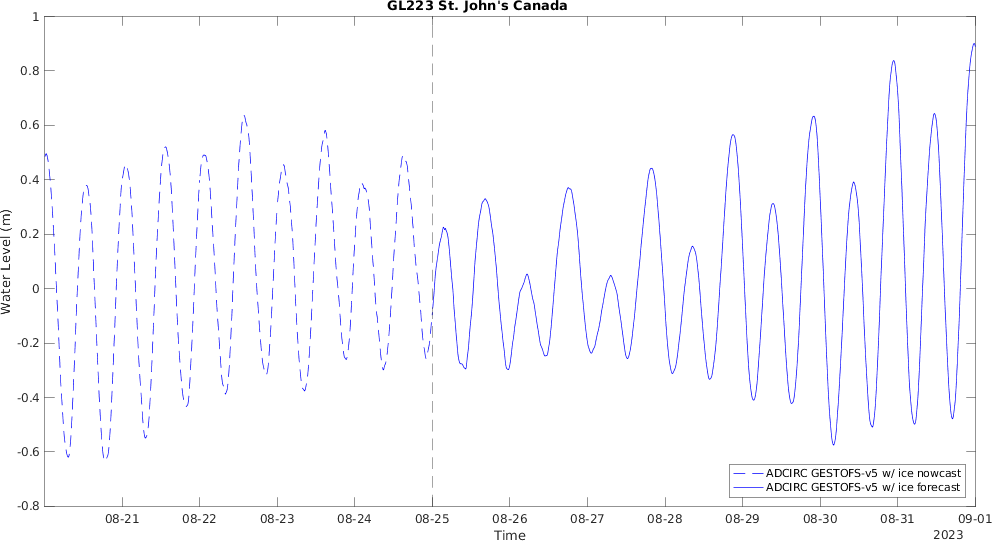 GL223 St. John's Canada
1
0.8
0.6
0.4
0.2
0
-0.2
-0.4
-0.6
-0.8
Water Level (m)
ADCIRC GESTOFS-v5 w/ ice nowcast
ADCIRC GESTOFS-v5 w/ ice forecast
08-21 08-22 08-23 08-24 08-25 08-26 08-27 08-28 08-29 08-30 08-31 09-01
Time
2023